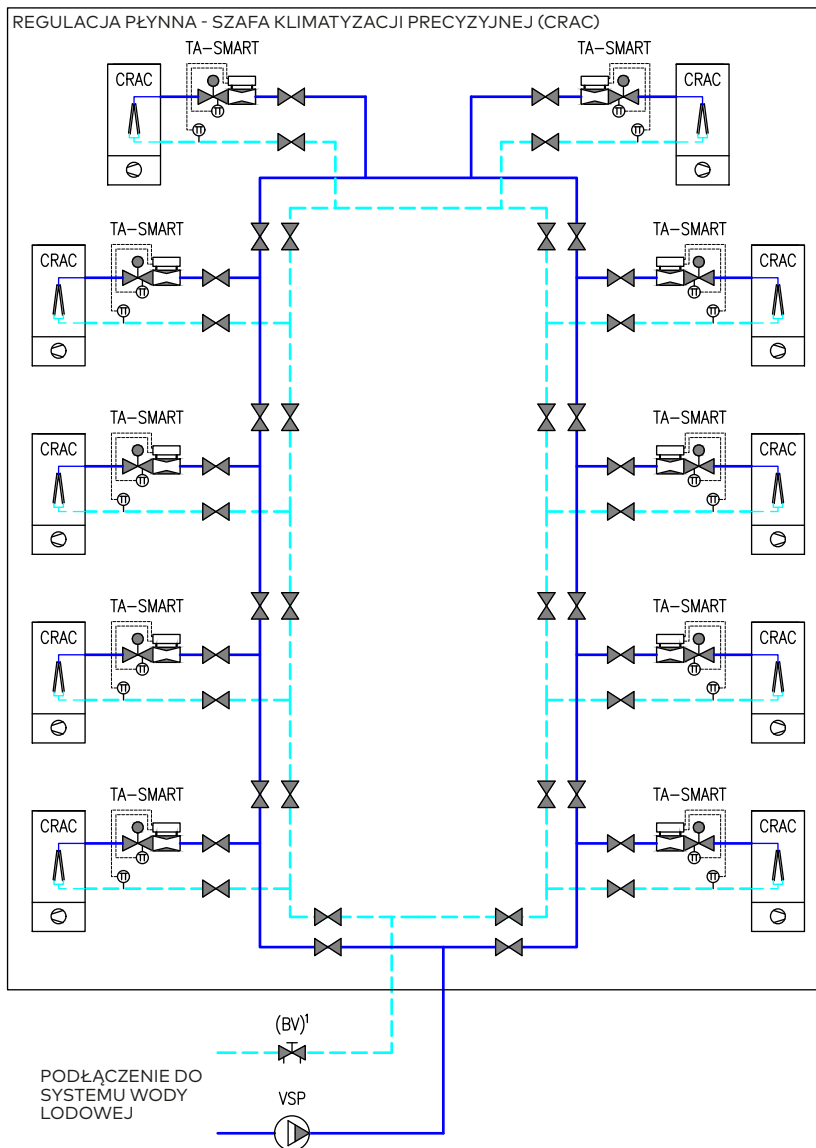 REGULACJA PŁYNNA - SZAFA KLIMATYZACJI PRECYZYJNEJ (CRAC)
TA-SMART
TA-SMART
CRAC
CRAC
TA-SMART
TA-SMART
CRAC
CRAC
TA-SMART
TA-SMART
CRAC
CRAC
TA-SMART
TA-SMART
CRAC
CRAC
TA-SMART
TA-SMART
CRAC
CRAC
(BV)¹
PODŁĄCZENIE DO
SYSTEMU WODY
LODOWEJ
VSP